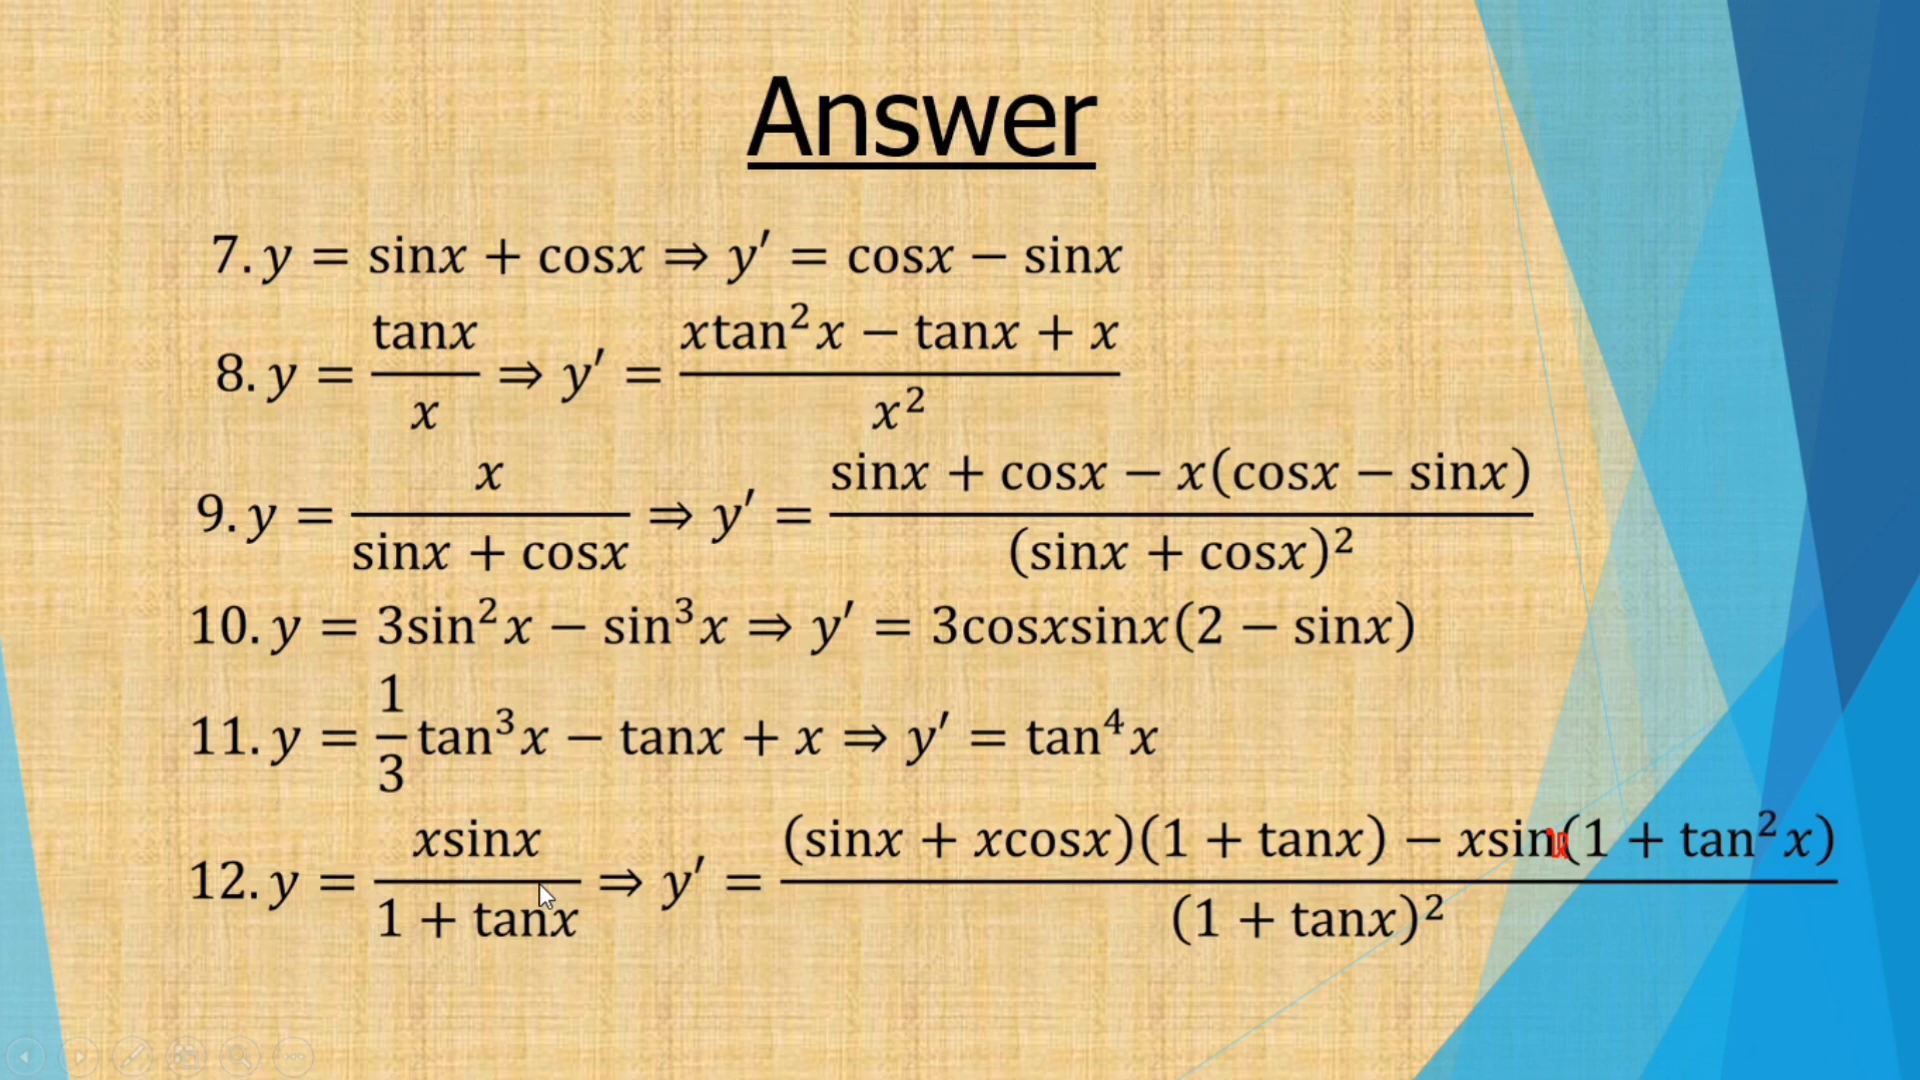 Answer
7. y = sinx + cosx ⇒ y′ = cosx − sinx
8. y = tanx/x ⇒ y′ = (xtan²x − tanx + x)/x²
9. y = x/(sinx + cosx) ⇒ y′ = (sinx + cosx − x(cosx − sinx))/(sinx + cosx)²
10. y = 3sin²x − sin³x ⇒ y′ = 3cosxsinx(2 − sinx)
11. y = 1/3 tan³x − tanx + x ⇒ y′ = tan⁴x
12. y = xsinx/(1 + tanx) ⇒ y′ = ((sinx + xcosx)(1 + tanx) − xsinx(1 + tan²x))/(1 + tanx)²